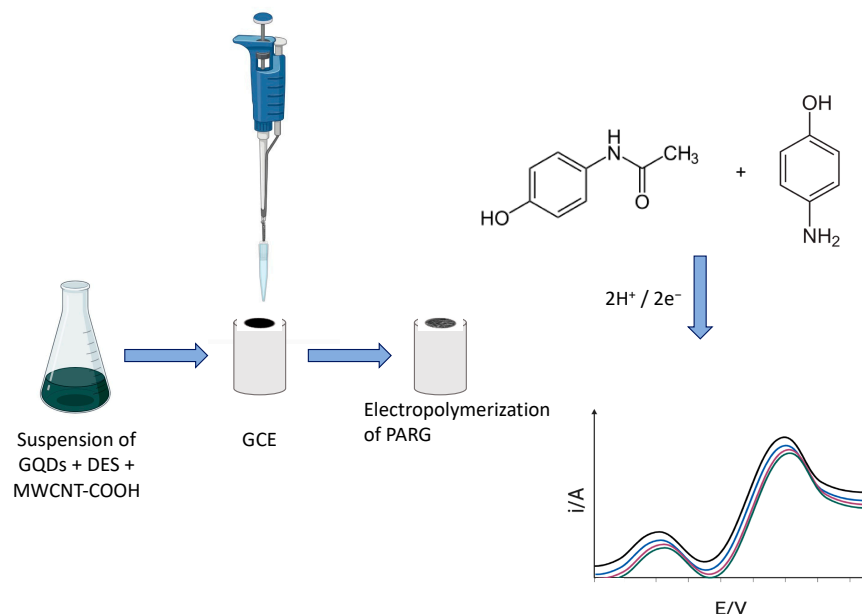 Suspension of
GQDs + DES +
MWCNT-COOH
GCE
Electropolymerization
of PARG
H
N
CH₃
O
HO
+
OH
NH₂
2H⁺ / 2e⁻
i/A
E/V